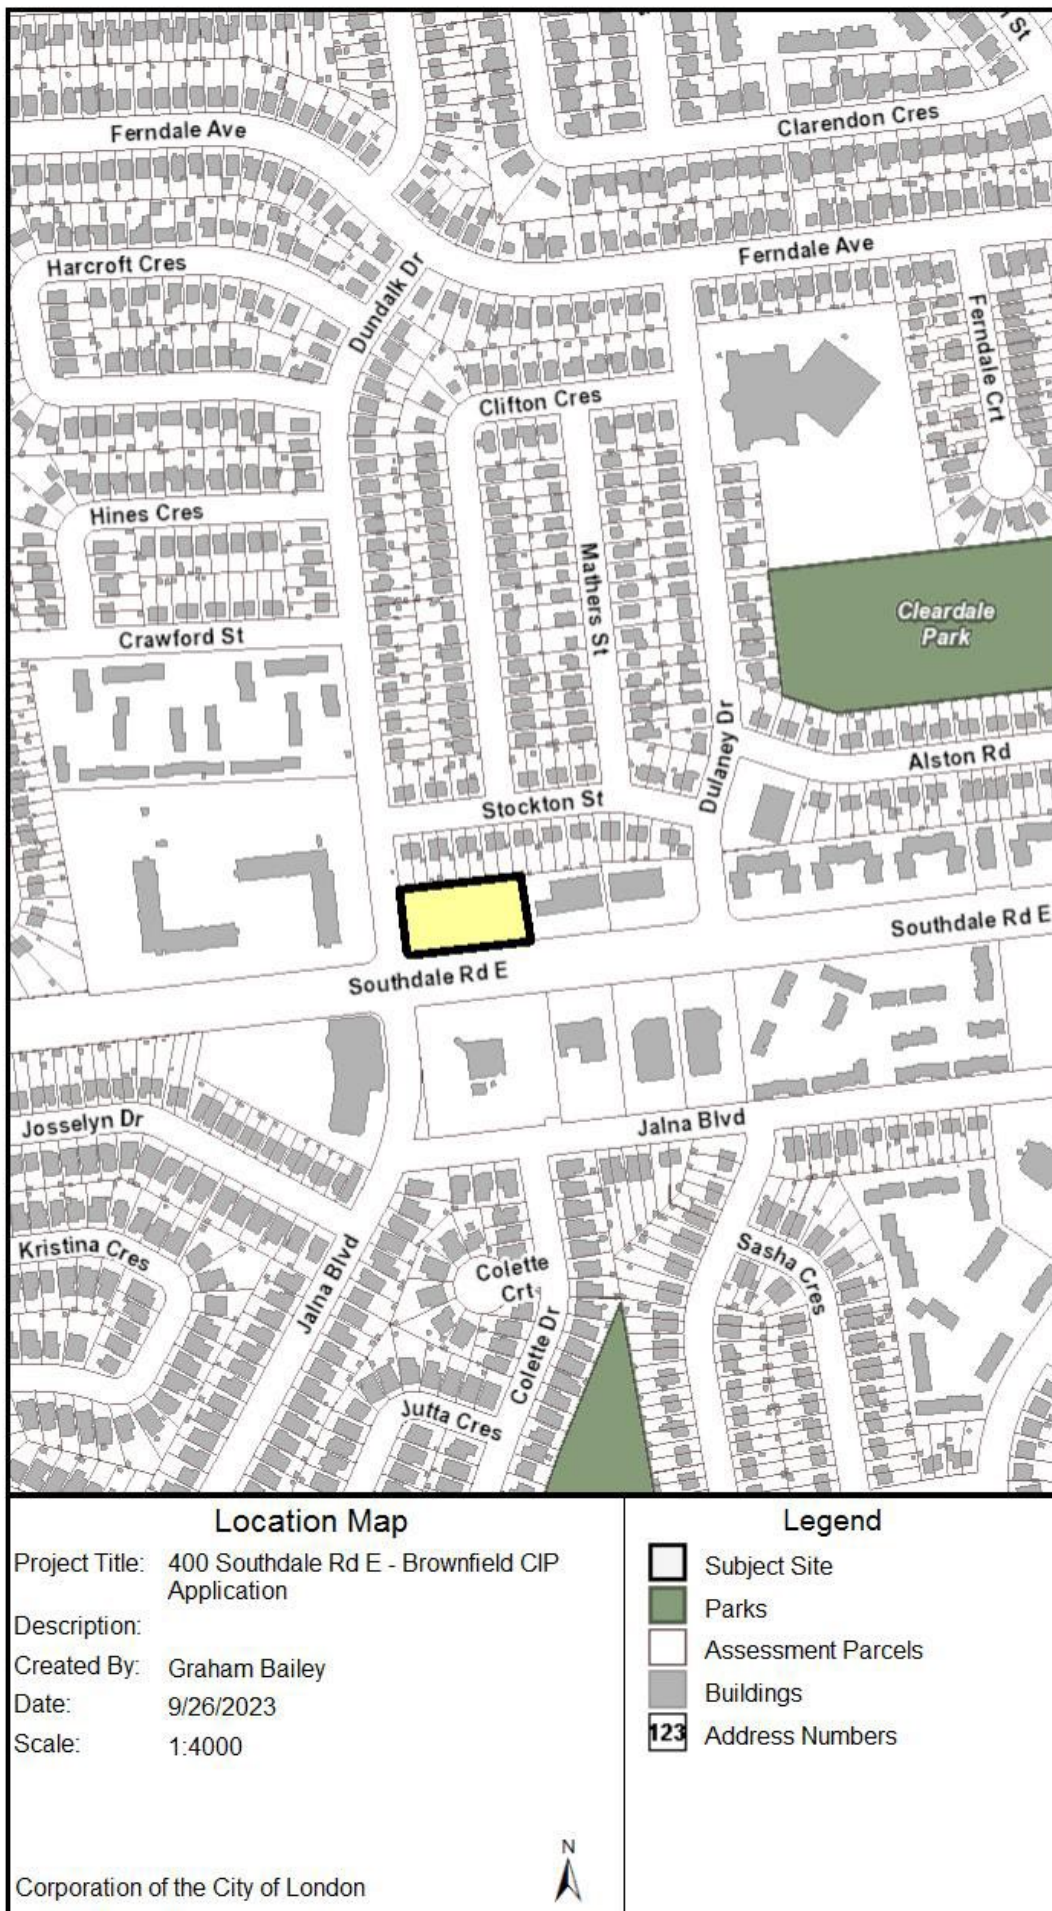 n St
Ferndale Ave
Clarendon Cres
Harcroft Cres
Dundalk Dr
Ferndale Ave
Ferndale Crt
Clifton Cres
Hines Cres
Mathers St
Crawford St
Cleardale
Park
Dulaney Dr
Alston Rd
Stockton St
Southdale Rd E
Southdale Rd E
Josselyn Dr
Jalna Blvd
Kristina Cres
Jalna Blvd
Colette
Crt
Sasha Cres
Colette Dr
Jutta Cres
Location Map
Project Title: 400 Southdale Rd E - Brownfield CIP
Application
Description:
Created By: Graham Bailey
Date: 9/26/2023
Scale: 1:4000
Corporation of the City of London
N
Legend
Subject Site
Parks
Assessment Parcels
Buildings
123 Address Numbers